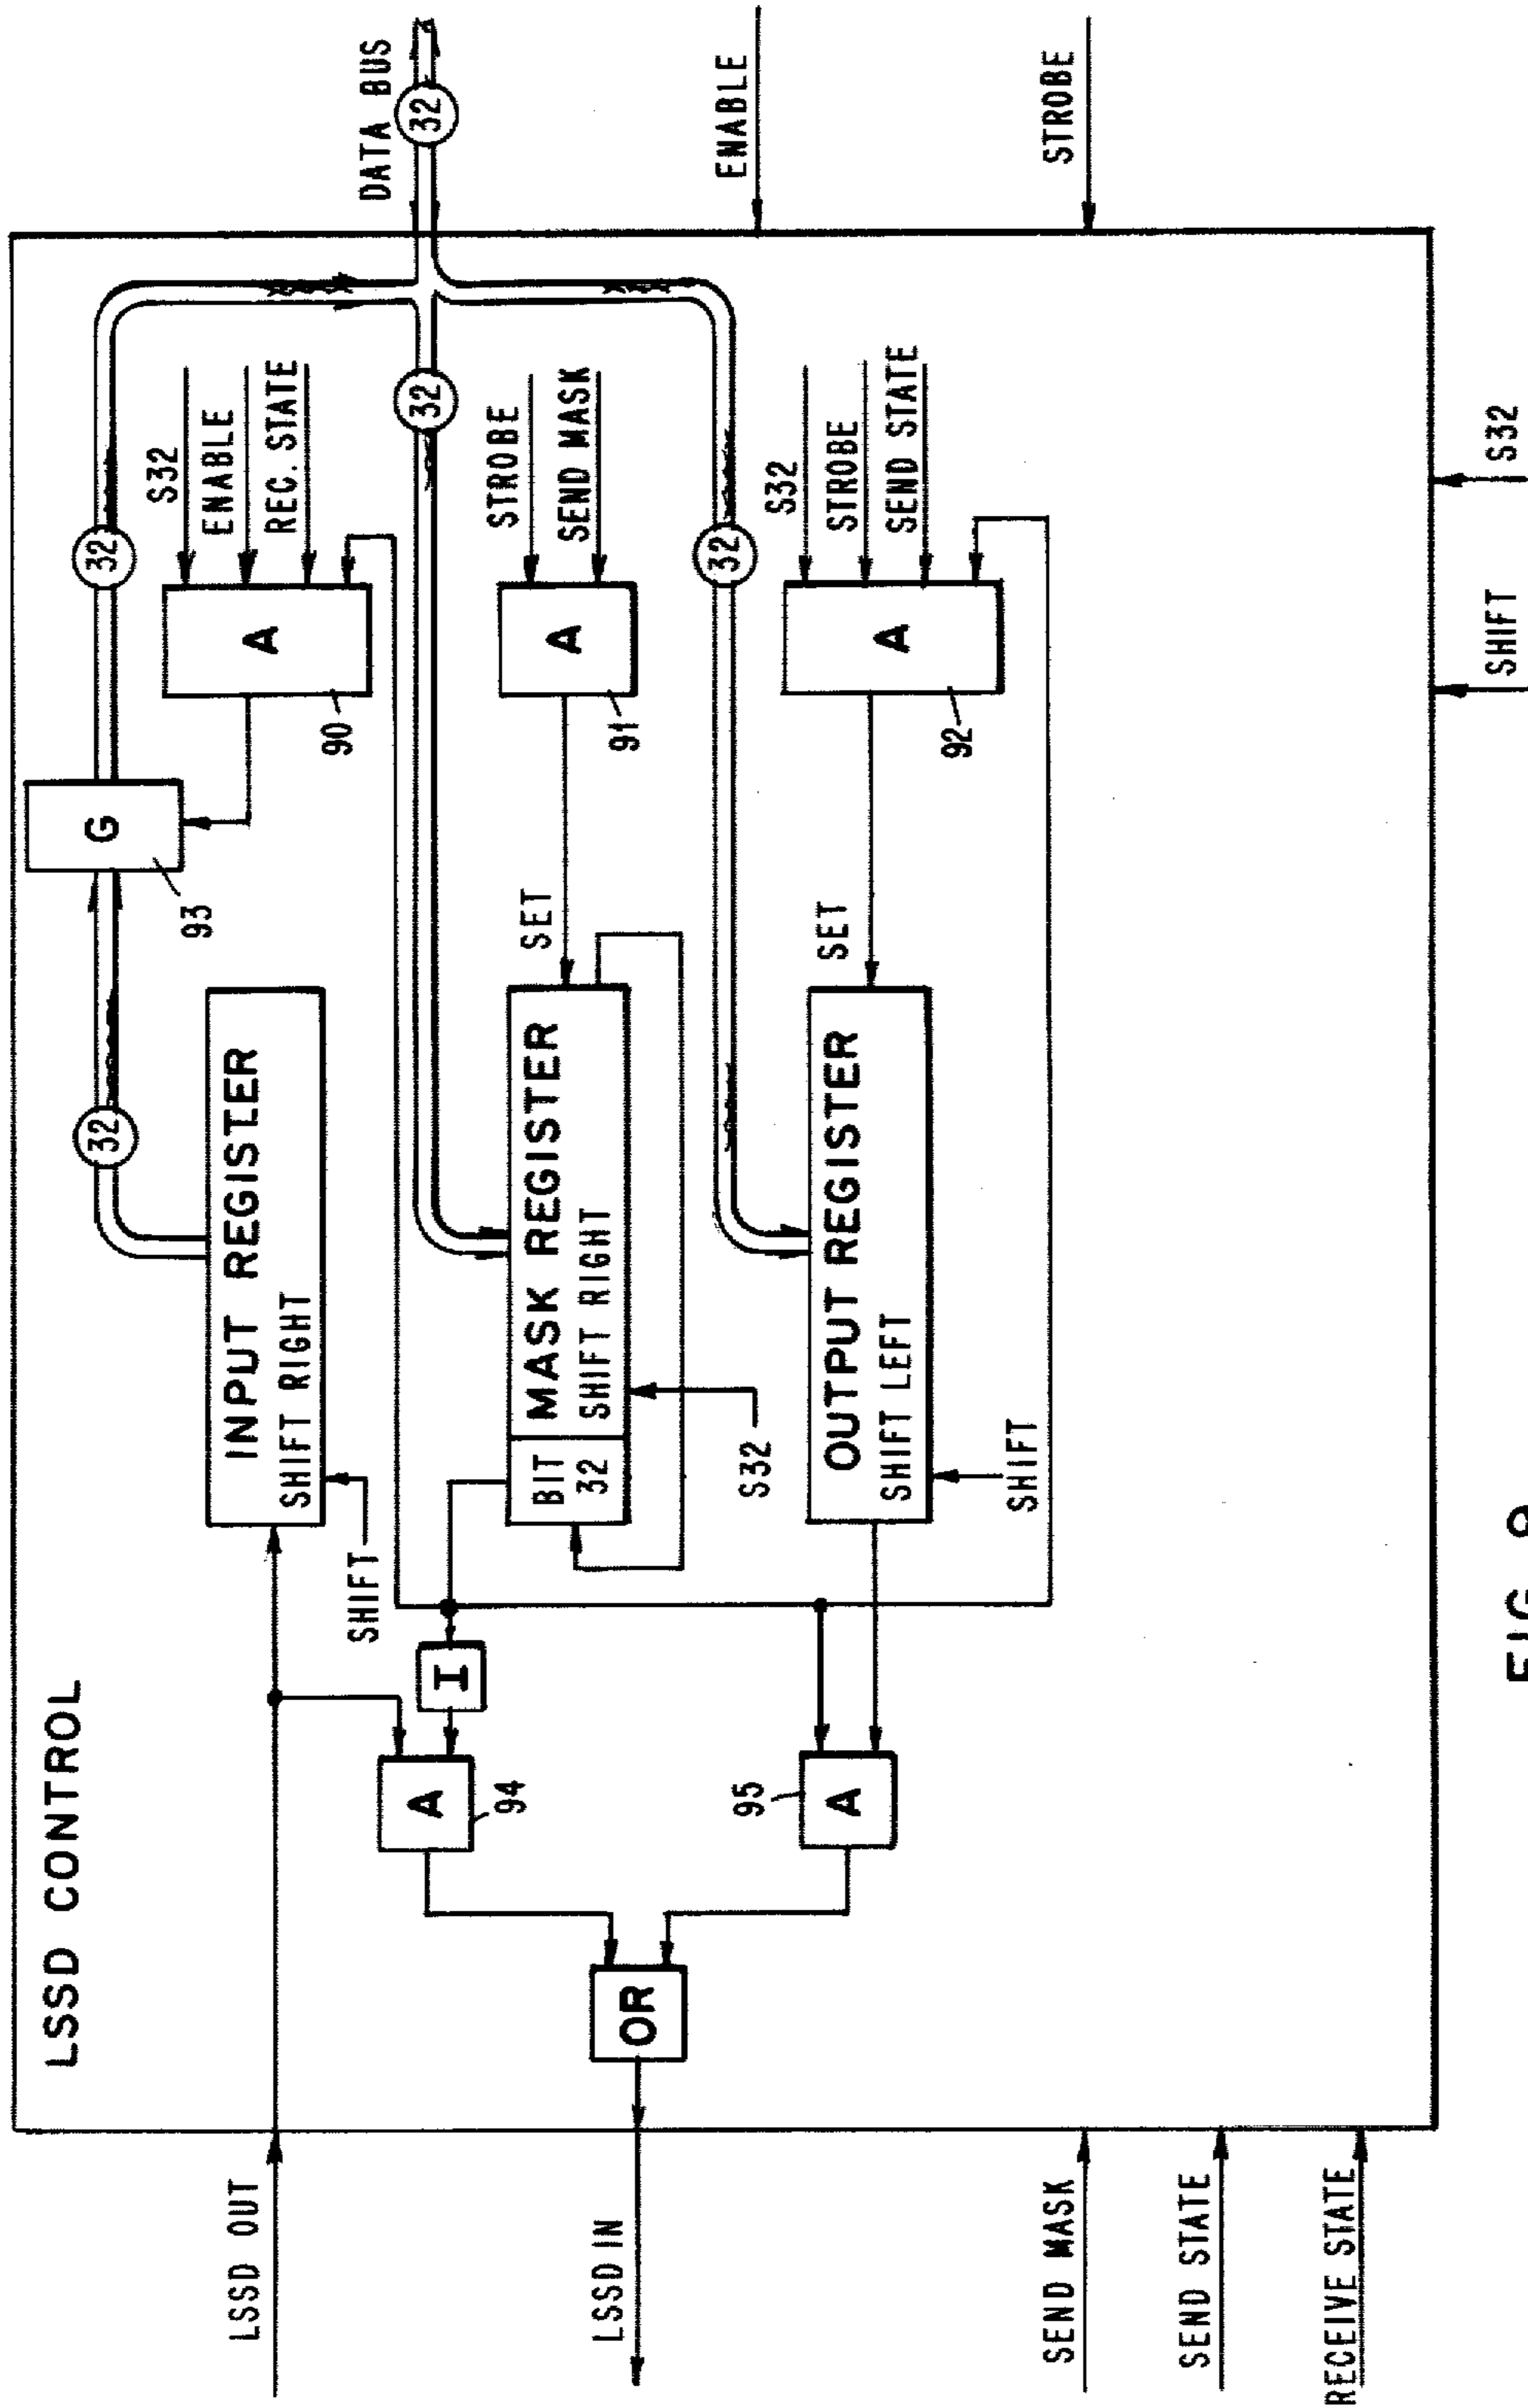 LSSD CONTROL
LSSD OUT
LSSD IN
SEND MASK
SEND STATE
RECEIVE STATE
INPUT REGISTER
SHIFT RIGHT
SHIFT
32
G
93
32
S32
ENABLE
REC. STATE
A
90
DATA BUS
32
32
I
A
94
BIT
32
MASK REGISTER
SHIFT RIGHT
SET
S32
STROBE
SEND MASK
A
91
OR
95
A
OUTPUT REGISTER
SHIFT LEFT
SET
SHIFT
32
S32
STROBE
SEND STATE
A
92
ENABLE
STROBE
SHIFT
S32
FIG. 9